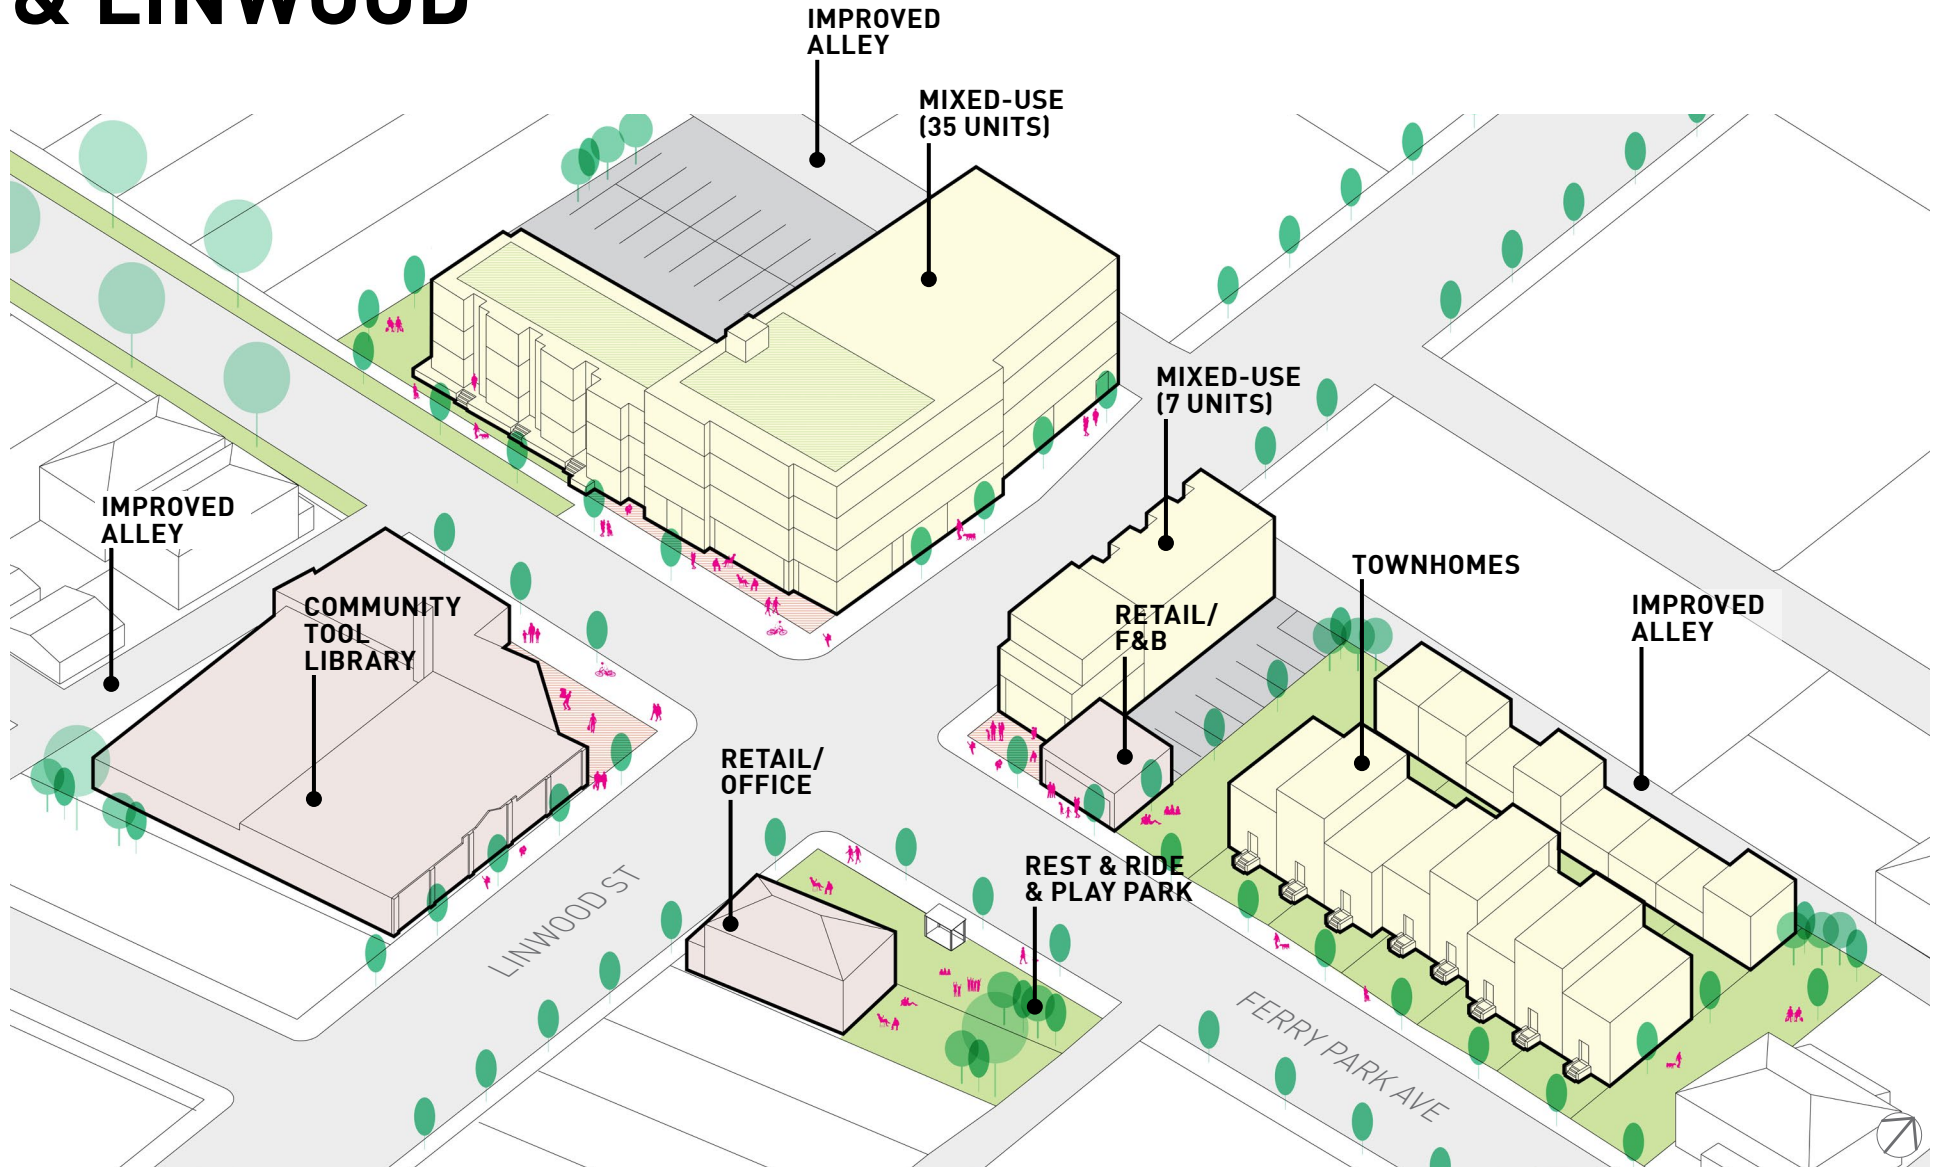 & LINWOOD
IMPROVED
ALLEY
MIXED-USE
(35 UNITS)
MIXED-USE
(7 UNITS)
IMPROVED
ALLEY
COMMUNITY
TOOL
LIBRARY
RETAIL/
F&B
TOWNHOMES
IMPROVED
ALLEY
RETAIL/
OFFICE
REST & RIDE
& PLAY PARK
LINWOOD ST
FERRY PARK AVE